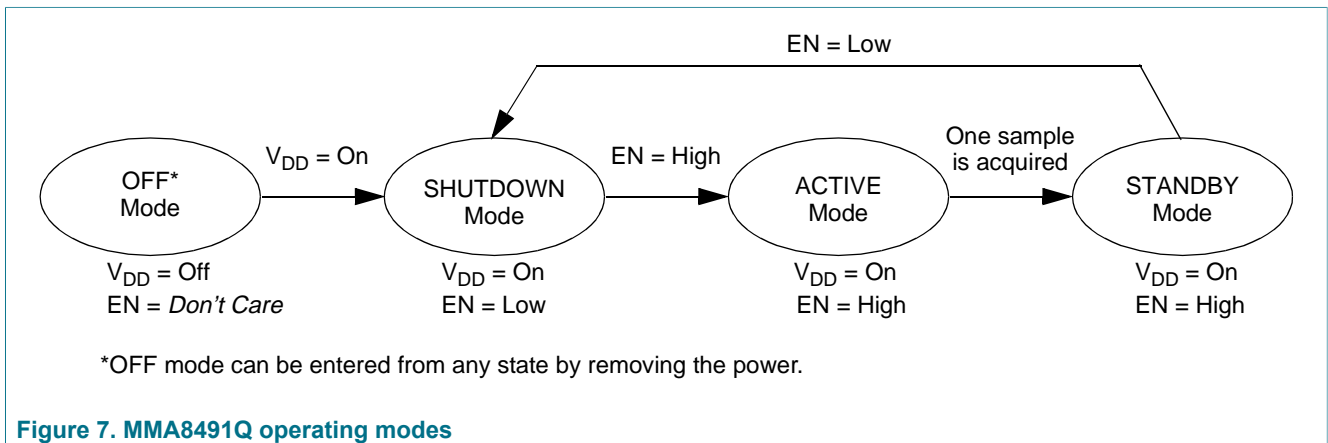 EN = Low
V_DD = On
EN = High
One sample
is acquired
OFF*
Mode
SHUTDOWN
Mode
ACTIVE
Mode
STANDBY
Mode
V_DD = Off
EN = Don't Care
V_DD = On
EN = Low
V_DD = On
EN = High
V_DD = On
EN = High
*OFF mode can be entered from any state by removing the power.
Figure 7. MMA8491Q operating modes